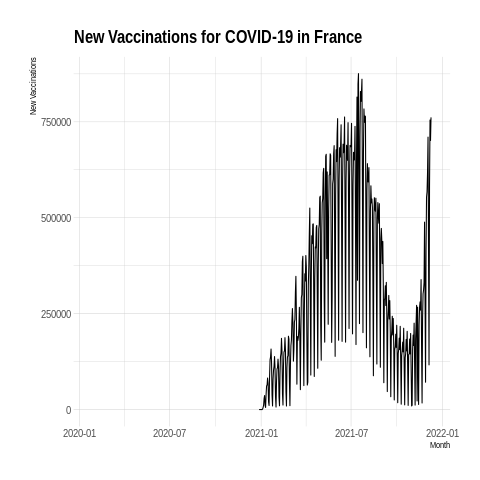 New Vaccinations for COVID-19 in France
New Vaccinations
750000
500000
250000
0
2020-01 2020-07 2021-01 2021-07 2022-01
Month